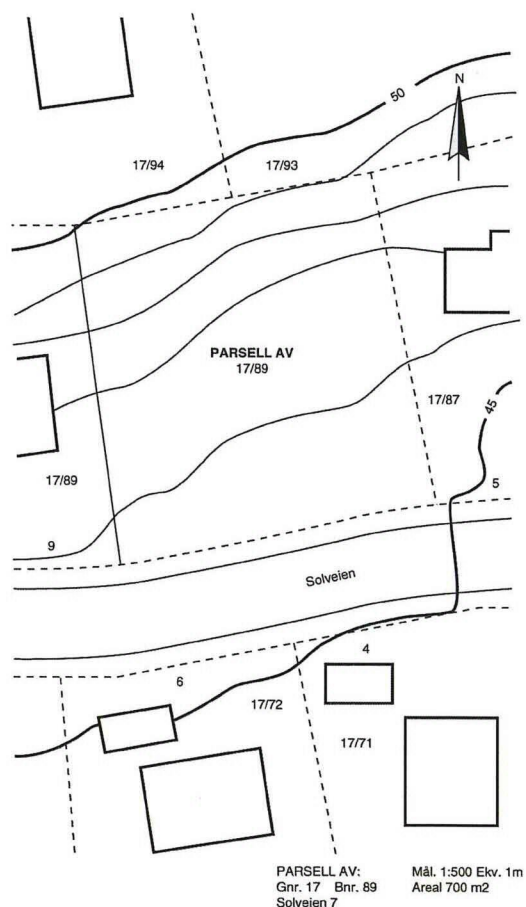 50
N
17/94
17/93
PARSELL AV
17/89
17/87
45
17/89
5
9
Solveien
4
6
17/72
17/71
PARSELL AV:
Gnr. 17 Bnr. 89
Solveien 7
Mål. 1:500 Ekv. 1m
Areal 700 m2